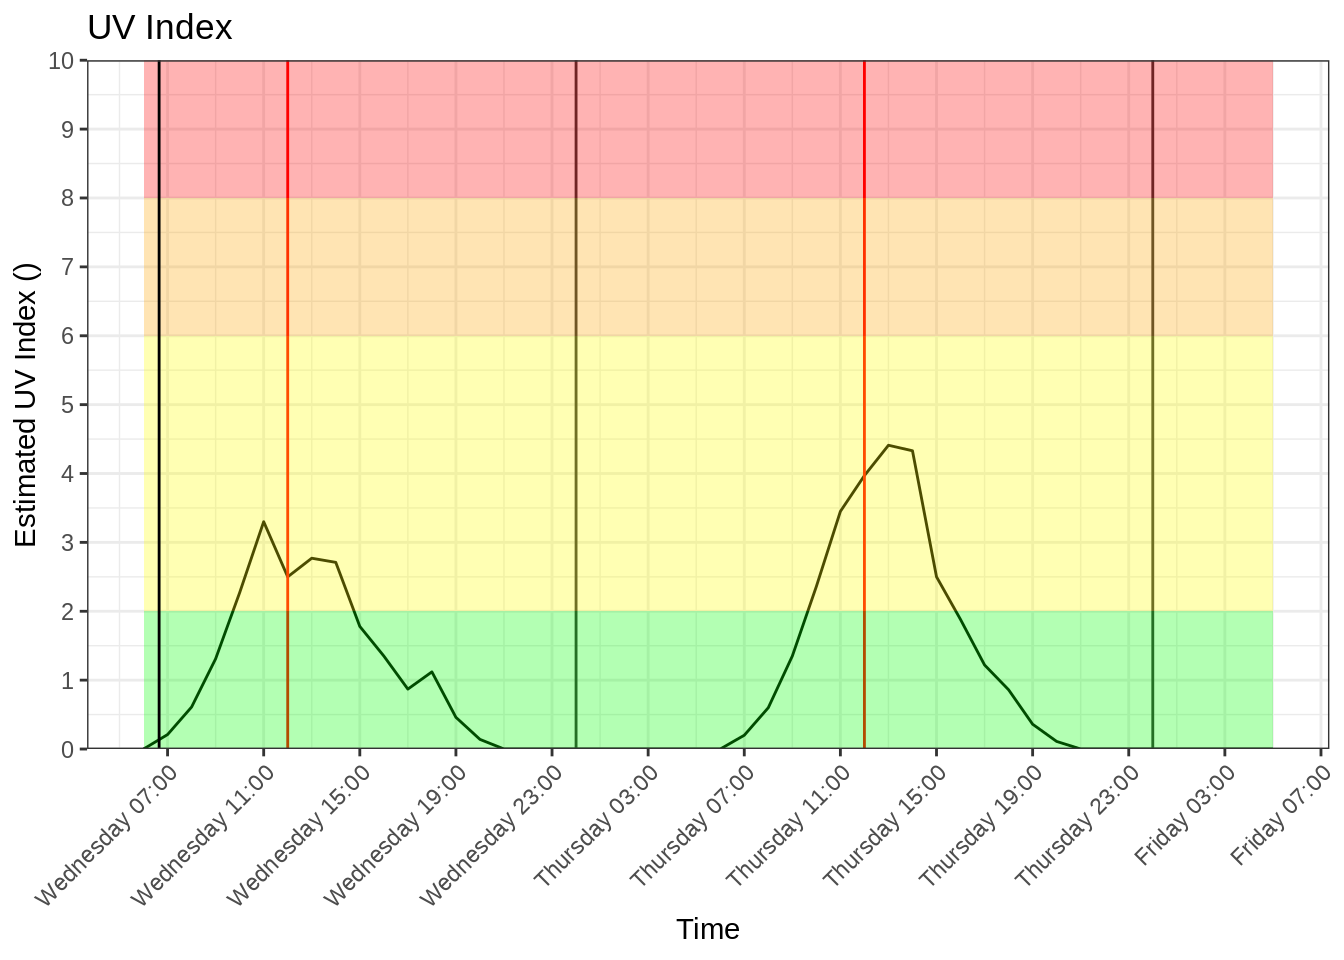 UV Index
Estimated UV Index ()
10
9
8
7
6
5
4
3
2
1
0
Wednesday 07:00
Wednesday 11:00
Wednesday 15:00
Wednesday 19:00
Wednesday 23:00
Thursday 03:00
Thursday 07:00
Thursday 11:00
Thursday 15:00
Thursday 19:00
Thursday 23:00
Friday 03:00
Friday 07:00
Time